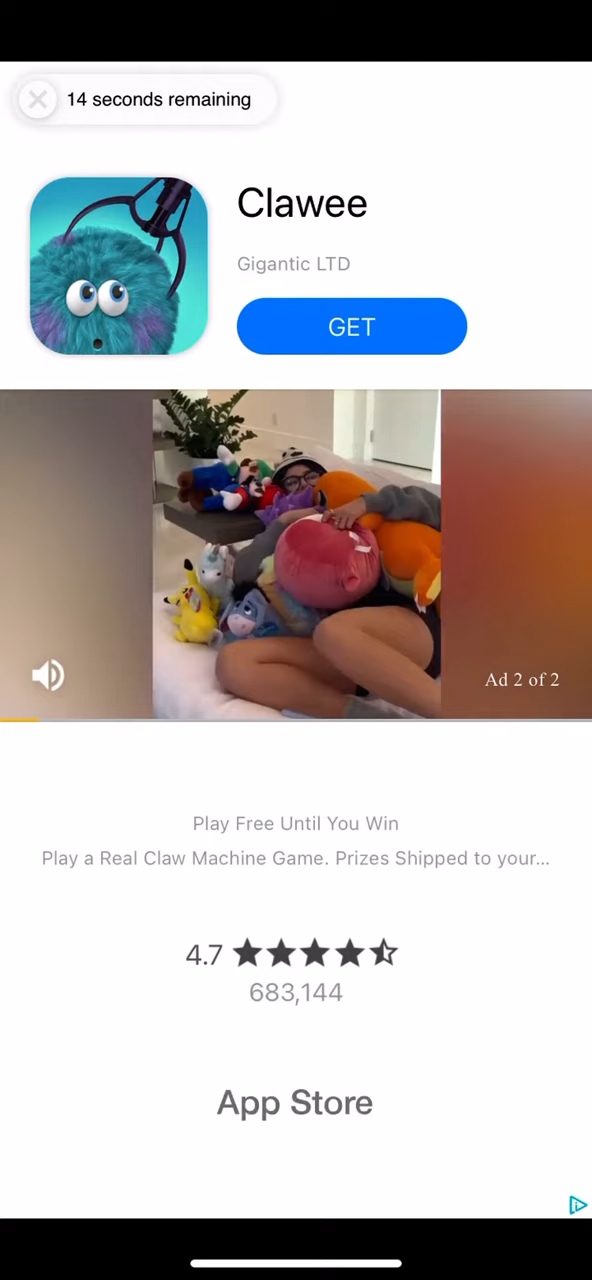 14 seconds remaining
Clawee
Gigantic LTD
GET
Ad 2 of 2
Play Free Until You Win
Play a Real Claw Machine Game. Prizes Shipped to your...
4.7
683,144
App Store